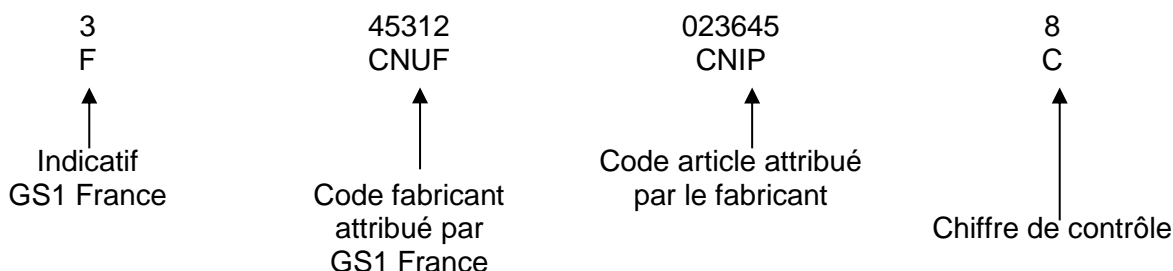 3 45312 023645 8
F CNUF CNIP C
Indicatif
GS1 France
Code fabricant
attribué par
GS1 France
Code article attribué
par le fabricant
Chiffre de contrôle